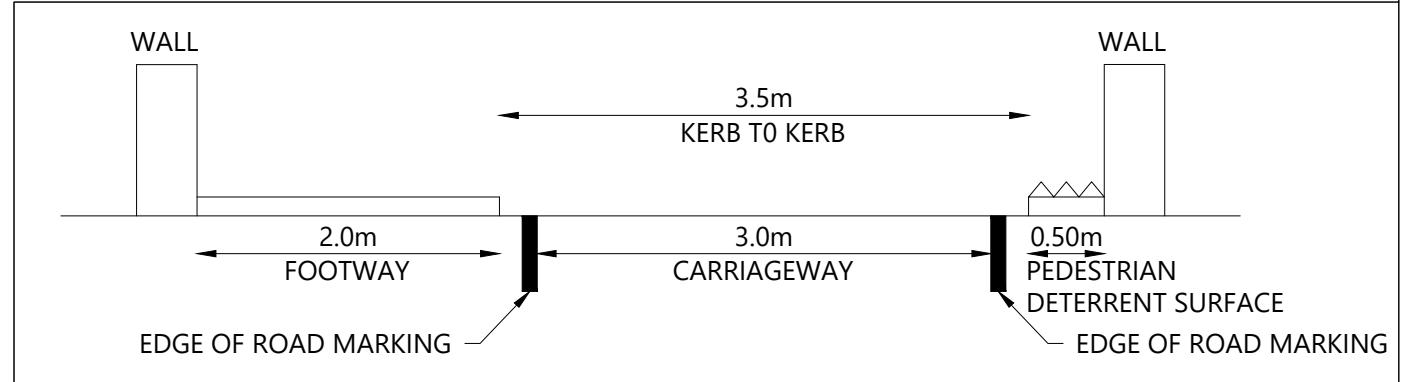 WALL
WALL
3.5m
KERB T0 KERB
2.0m
FOOTWAY
3.0m
CARRIAGEWAY
0.50m
PEDESTRIAN
DETERRENT SURFACE
EDGE OF ROAD MARKING
EDGE OF ROAD MARKING